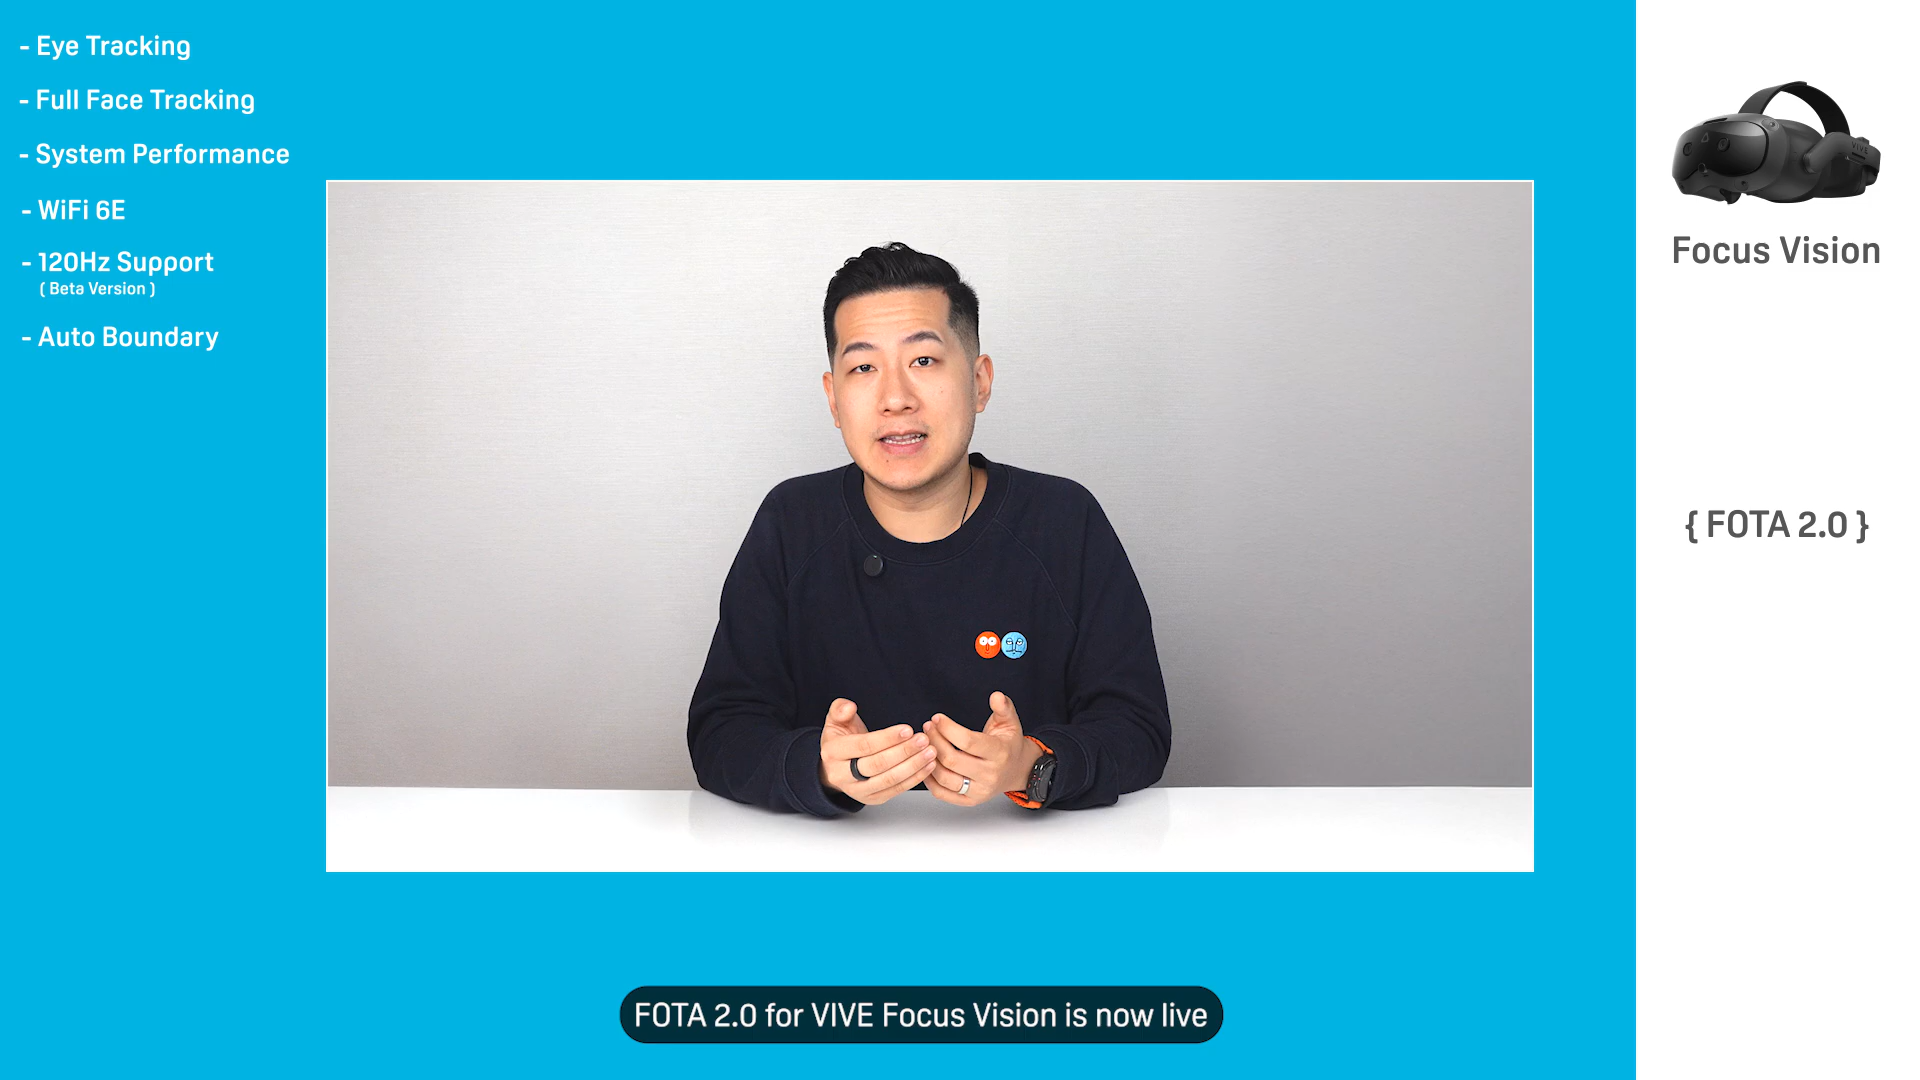 - Eye Tracking
- Full Face Tracking
- System Performance
- WiFi 6E
- 120Hz Support
( Beta Version )
- Auto Boundary
VIVE
Focus Vision
{ FOTA 2.0 }
FOTA 2.0 for VIVE Focus Vision is now live